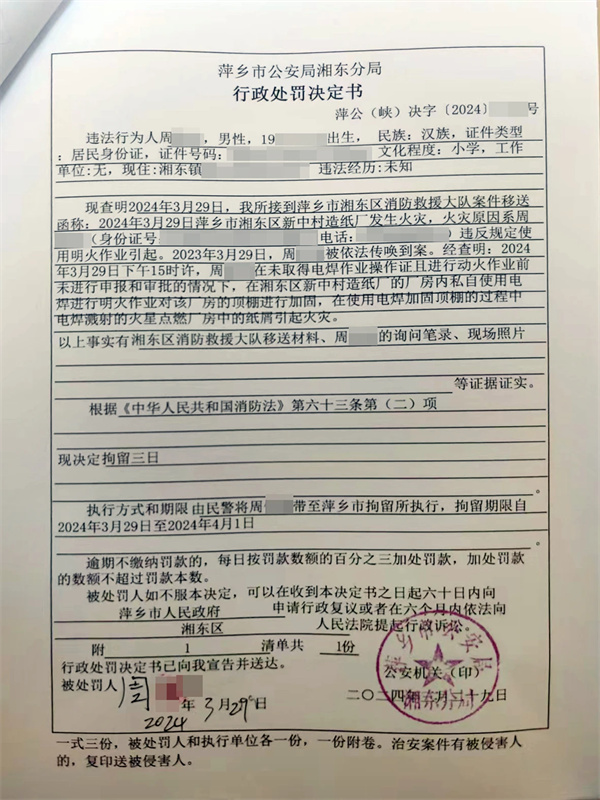 萍乡市公安局湘东分局
行政处罚决定书
萍公（峡）决字〔2024〕 号
违法行为人周 ，男性，19 出生，民族：汉族，证件类型
：居民身份证，证件号码： 文化程度：小学，工作
单位:无，现住:湘东镇 违法经历:未知
现查明2024年3月29日，我所接到萍乡市湘东区消防救援大队案件移送
函称：2024年3月29日萍乡市湘东区新中村造纸厂发生火灾，火灾原因系周
（身份证号 电话： ）违反规定使
用明火作业引起。2023年3月29日，周 被依法传唤到案。经查明：2024
年3月29日下午15时许，周 在未取得电焊作业操作证且进行动火作业前
未进行申报和审批的情况下，在湘东区新中村造纸厂的厂房内私自使用电
焊进行明火作业对该厂房的顶棚进行加固，在使用电焊加固顶棚的过程中
电焊溅射的火星点燃厂房中的纸屑引起火灾。
以上事实有湘东区消防救援大队移送材料、周 的询问笔录、现场照片
等证据证实。
根据《中华人民共和国消防法》第六十三条第（二）项
现决定拘留三日
。
执行方式和期限 由民警将周 带至萍乡市拘留所执行，拘留期限自
2024年3月29日至2024年4月1日
。
逾期不缴纳罚款的，每日按罚款数额的百分之三加处罚款，加处罚款
的数额不超过罚款本数。
被处罚人如不服本决定，可以在收到本决定书之日起六十日内向
萍乡市人民政府 申请行政复议或者在六个月内依法向
湘东区 人民法院提起行政诉讼。
附 1 清单共 1份
行政处罚决定书已向我宣告并送达。
公安机关（印）
被处罚人 周
2024 年 3 月 29 日
二〇二四年三月二十九日
萍乡市公安局
湘东分局
一式三份，被处罚人和执行单位各一份，一份附卷。治安案件有被侵害人
的，复印送被侵害人。